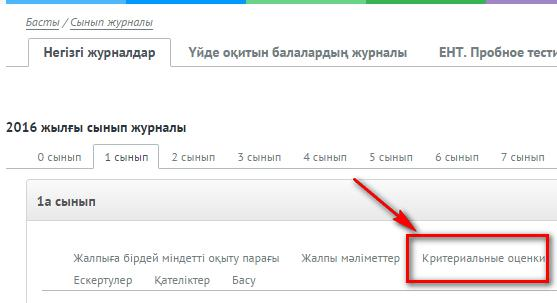 Басты / Сынып журналы
Негізгі журналдар Үйде оқитын балалардың журналы ЕНТ. Пробное тести
2016 жылғы сынып журналы
0 сынып 1 сынып 2 сынып 3 сынып 4 сынып 5 сынып 6 сынып 7 сынып
1а сынып
Жалпыға бірдей міндетті оқыту парағы Жалпы мәліметтер Критериальные оценки
Ескертулер Қателіктер Басу